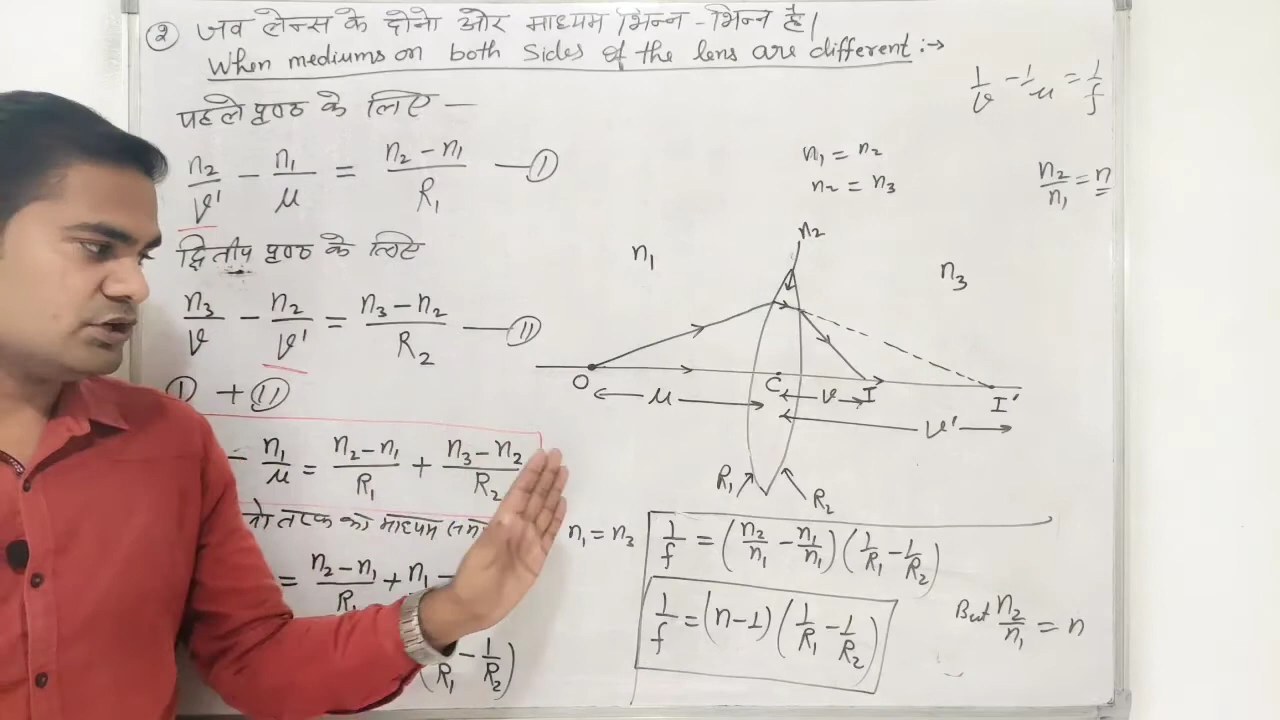 ② जब लेन्स के दोनो ओर माध्यम भिन्न-भिन्न है।
When mediums on both sides of the lens are different:→
पहले पृष्ठ के लिए —
n₂/v' - n₁/u = (n₂ - n₁)/R₁ — Ⓘ
द्वितीय पृष्ठ के लिए
n₃/v - n₂/v' = (n₃ - n₂)/R₂ — ⑪
Ⓘ + ⑪
- n₁/u = (n₂ - n₁)/R₁ + (n₃ - n₂)/R₂
तरफ का माध्यम
n₁ = n₃
= (n₂ - n₁)/R₁ + n₁ -
(1/R₁ - 1/R₂)
1/v - 1/u = 1/f
n₁ = n₂
n₂ = n₃
n₂/n₁ = n
n₂
n₁
n₃
O
C
I
I'
u
v
v'
R₁
R₂
1/f = (n₂/n₁ - n₁/n₁)(1/R₁ - 1/R₂)
1/f = (n-1)(1/R₁ - 1/R₂)
But n₂/n₁ = n